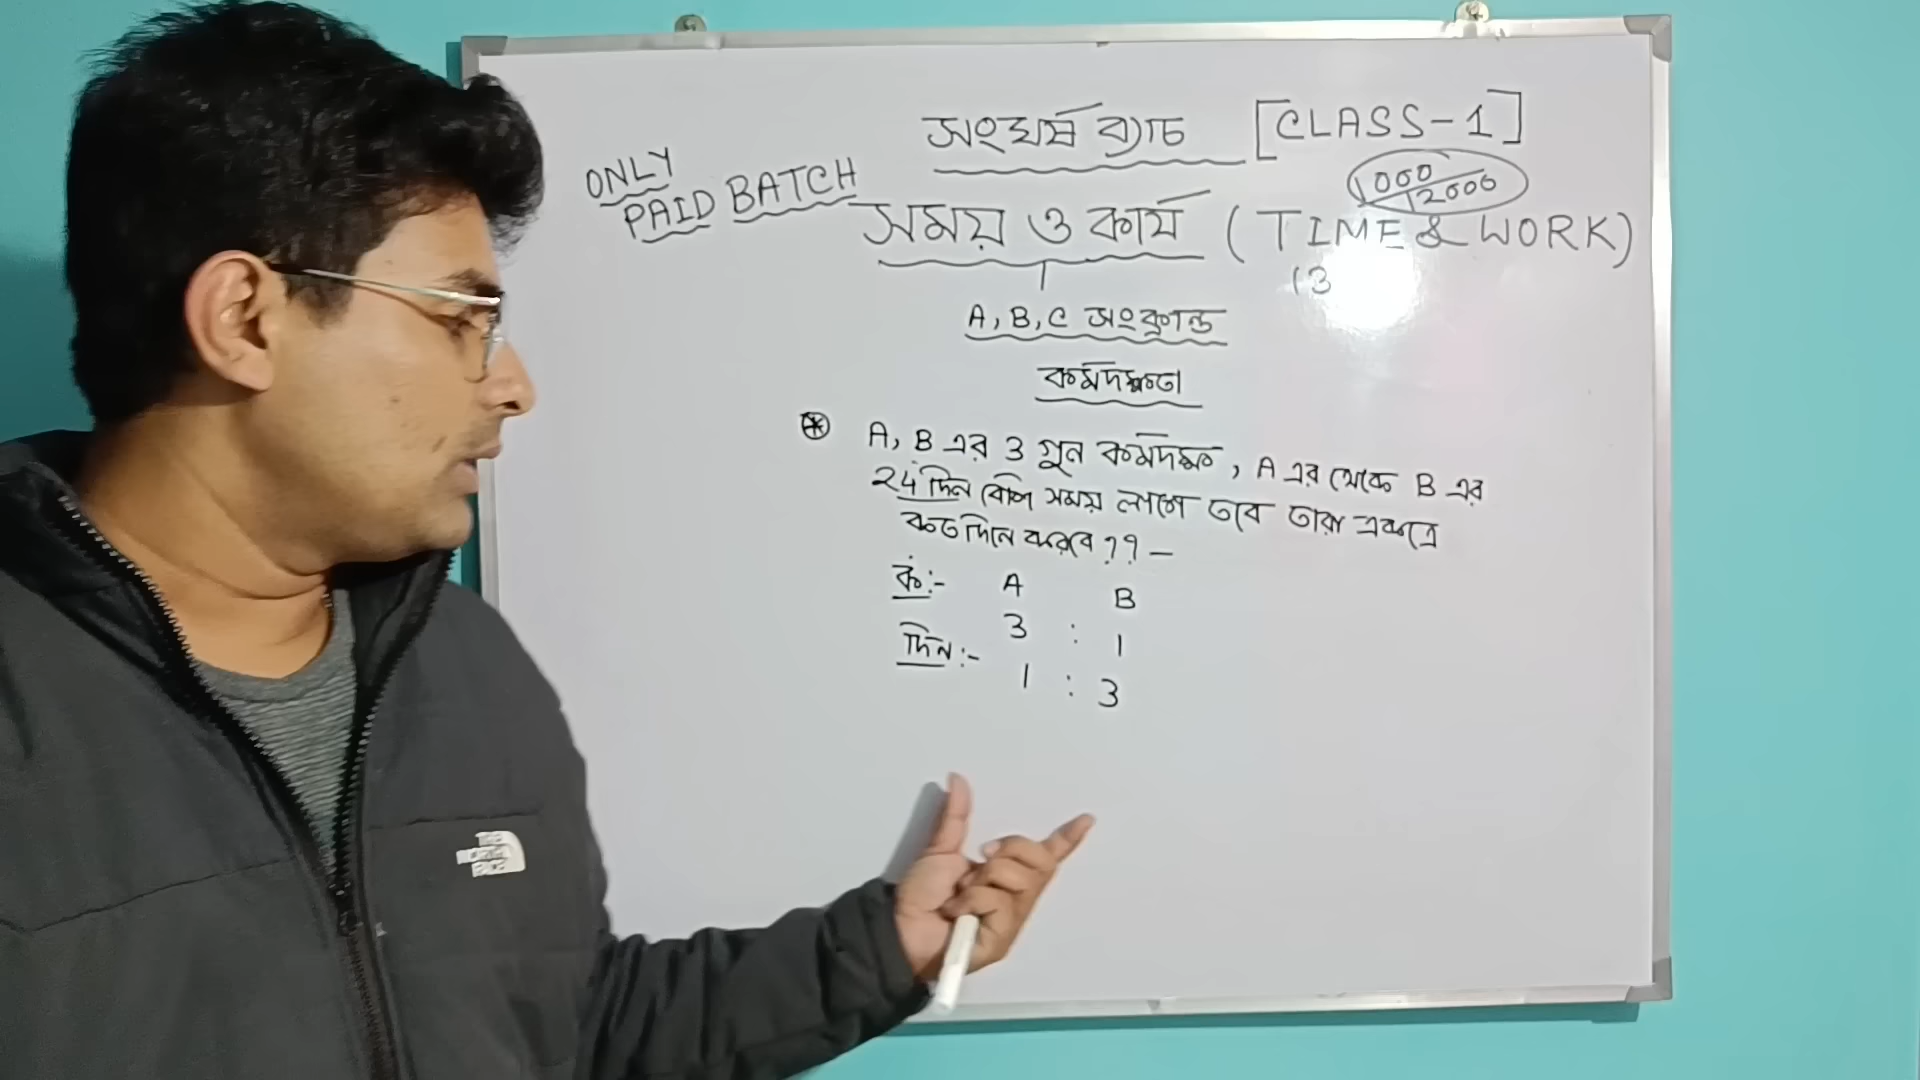 সংঘর্ষ ব্যাচ [CLASS-1]
ONLY
PAID BATCH
1000
12000
সময় ও কার্য (TIME & WORK)
13
A, B, C সংক্রান্ত
কর্মদক্ষতা
A, B এর 3 গুন কর্মদক্ষ, A এর থেকে B এর
24 দিন বেশি সময় লাগে তবে তারা একত্রে
কতদিনে করবে ?? —
ক:- A B
3 : 1
দিন:- 1 : 3